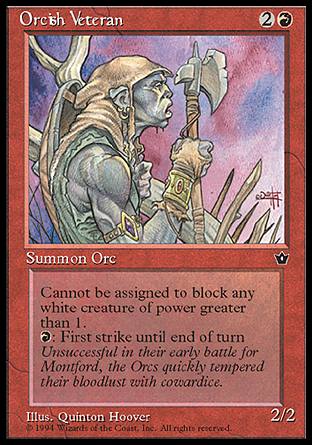 Orcish Veteran 2
Summon Orc
Cannot be assigned to block any
white creature of power greater
than 1.
: First strike until end of turn
Unsuccessful in their early battle for
Montford, the Orcs quickly tempered
their bloodlust with cowardice.
2/2
Illus. Quinton Hoover
© 1994 Wizards of the Coast, Inc. All rights reserved.